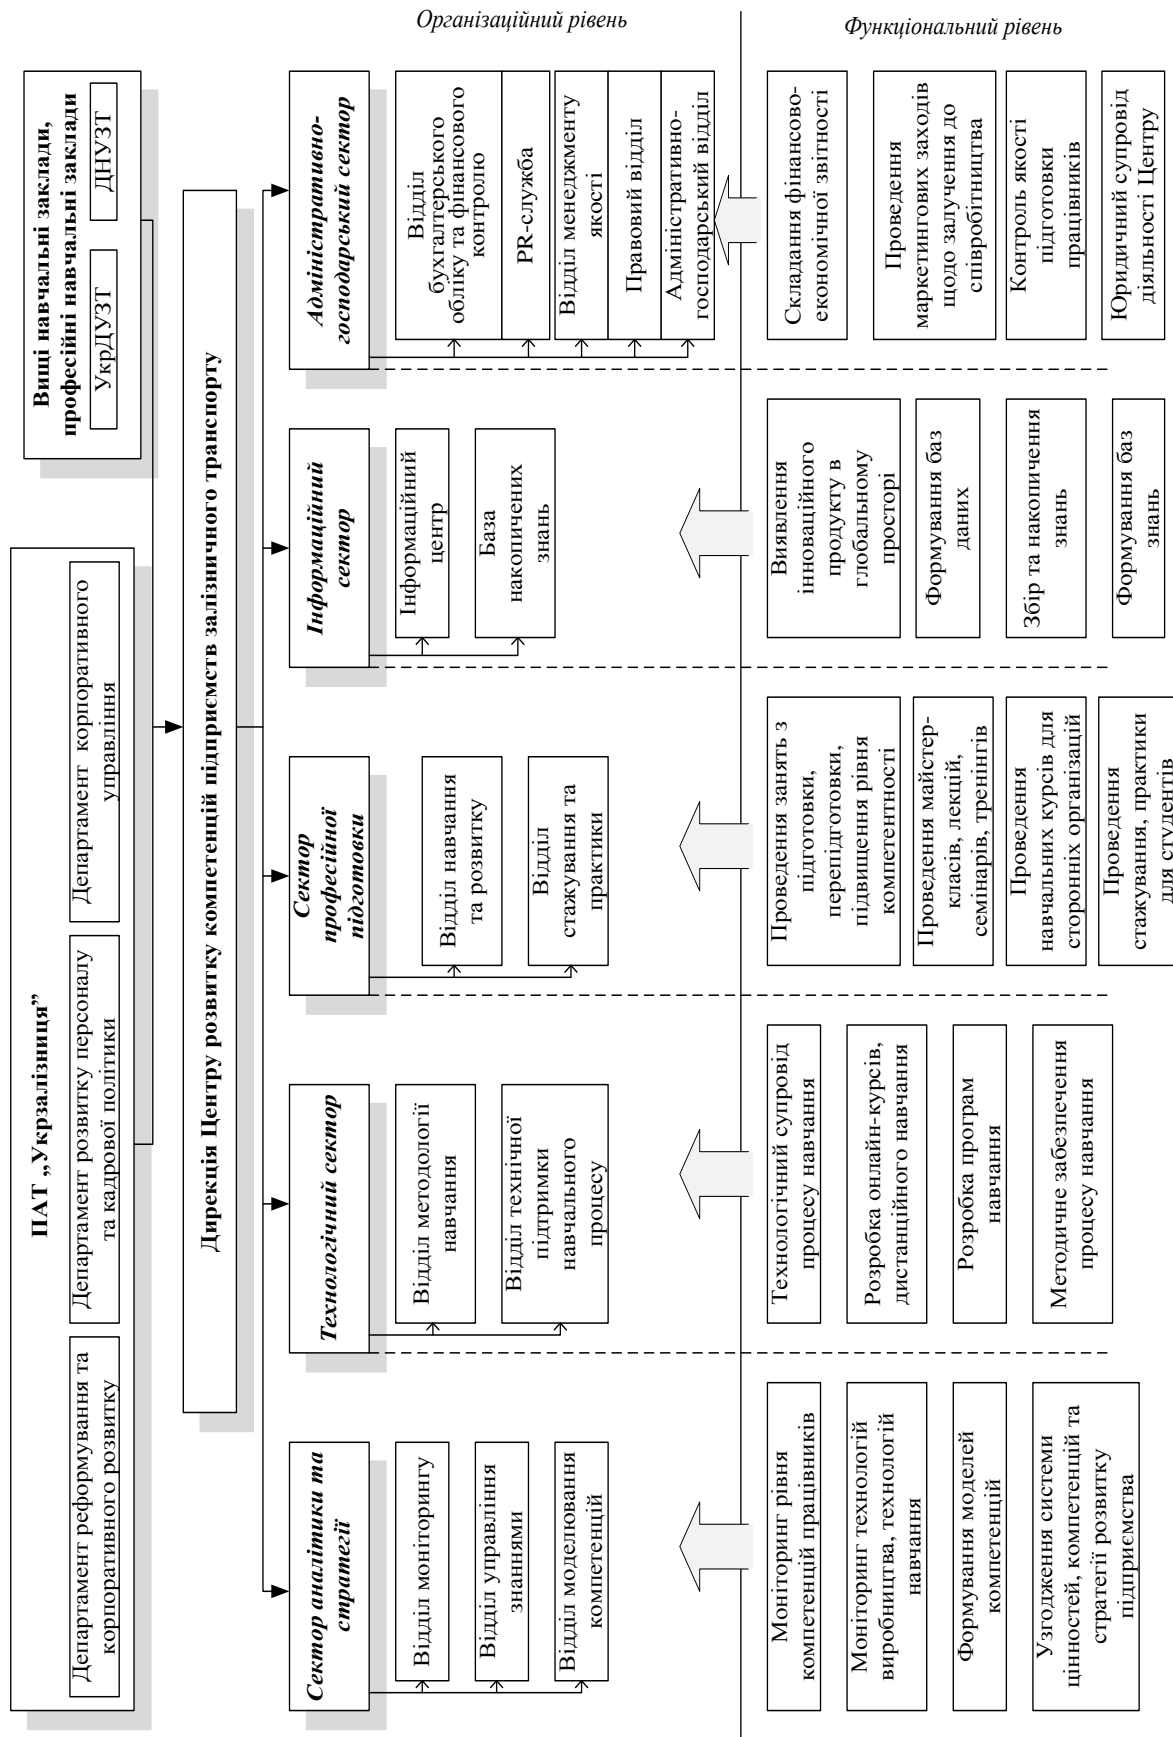 Організаційний рівень
Функціональний рівень
ПАТ „Укрзалізниця”
Департамент реформування та
корпоративного розвитку
Департамент розвитку персоналу
та кадрової політики
Департамент корпоративного
управління
Вищі навчальні заклади,
професійні навчальні заклади
УкрДУЗТ
ДНУЗТ
Дирекція Центру розвитку компетенцій підприємств залізничного транспорту
Сектор аналітики та
стратегії
Відділ моніторингу
Відділ управління
знаннями
Відділ моделювання
компетенцій
Моніторинг рівня
компетенцій працівників
Моніторинг технологій
виробництва, технологій
навчання
Формування моделей
компетенцій
Узгодження системи
цінностей, компетенцій та
стратегії розвитку
підприємства
Технологічний сектор
Відділ методології
навчання
Відділ технічної
підтримки
навчального
процесу
Технологічний супровід
процесу навчання
Розробка онлайн-курсів,
дистанційного навчання
Розробка програм
навчання
Методичне забезпечення
процесу навчання
Сектор
професійної
підготовки
Відділ навчання
та розвитку
Відділ
стажування та
практики
Проведення занять з
підготовки,
перепідготовки,
підвищення рівня
компетентності
Проведення майстер-
класів, лекцій,
семінарів, тренінгів
Проведення
навчальних курсів для
сторонніх організацій
Проведення
стажування, практики
для студентів
Інформаційний
сектор
Інформаційний
центр
База
накопичених
знань
Виявлення
інноваційного
продукту в
глобальному
просторі
Формування баз
даних
Збір та накопичення
знань
Формування баз
знань
Адміністративно-
господарський сектор
Відділ
бухгалтерського
обліку та фінансового
контролю
PR-служба
Відділ менеджменту
якості
Правовий відділ
Адміністративно-
господарський відділ
Складання фінансово-
економічної звітності
Проведення
маркетингових заходів
щодо залучення до
співробітництва
Контроль якості
підготовки
працівників
Юридичний супровід
діяльності Центру